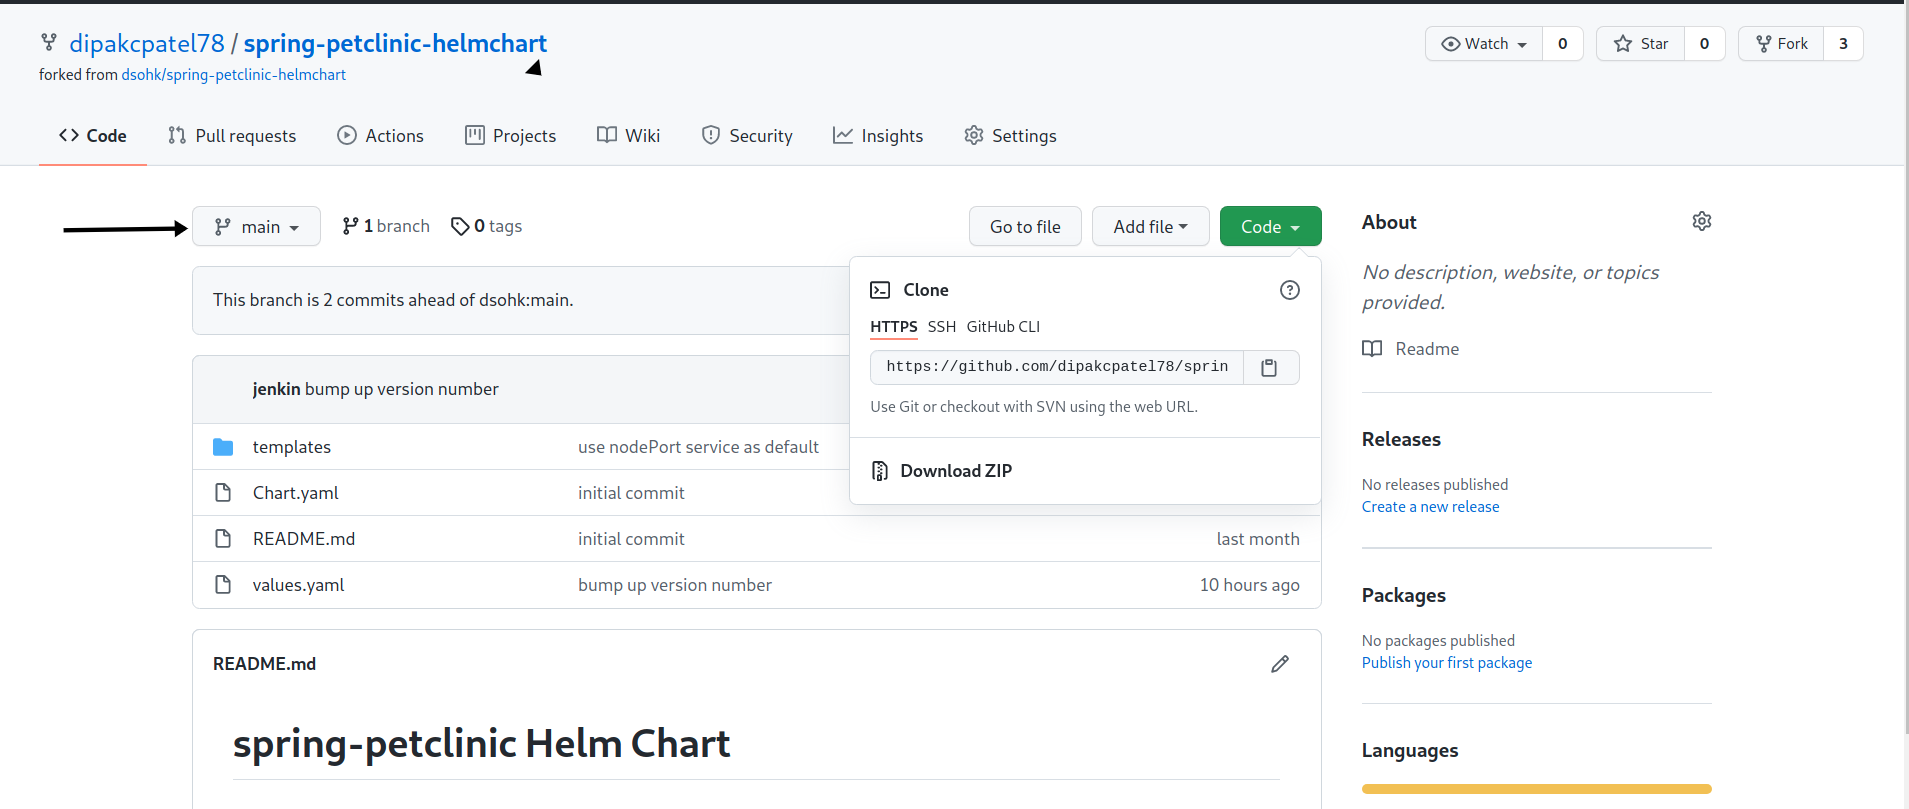 dipakcpatel78 / spring-petclinic-helmchart
Watch 0 Star 0 Fork 3
forked from dsohk/spring-petclinic-helmchart
Code Pull requests Actions Projects Wiki Security Insights Settings
main 1 branch 0 tags Go to file Add file Code
This branch is 2 commits ahead of dsohk:main.
Clone
HTTPS SSH GitHub CLI
https://github.com/dipakcpatel78/sprin
Use Git or checkout with SVN using the web URL.
Download ZIP
jenkin bump up version number
templates use nodePort service as default
Chart.yaml initial commit
README.md initial commit last month
values.yaml bump up version number 10 hours ago
README.md
spring-petclinic Helm Chart
About
No description, website, or topics
provided.
Readme
Releases
No releases published
Create a new release
Packages
No packages published
Publish your first package
Languages